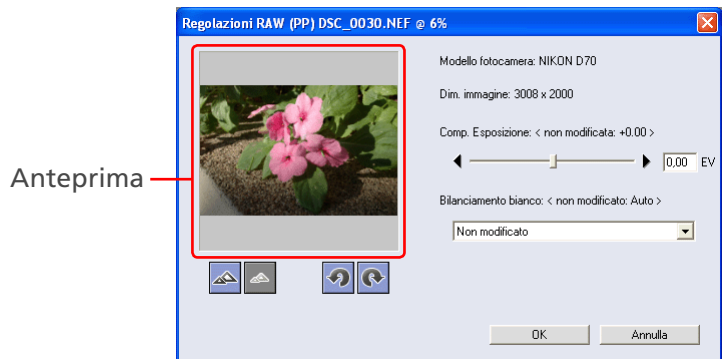 Regolazioni RAW (PP) DSC_0030.NEF @ 6%
Modello fotocamera: NIKON D70
Dim. immagine: 3008 x 2000
Comp. Esposizione: < non modificata: +0.00 >
0,00 EV
Anteprima
Bilanciamento bianco: < non modificato: Auto >
Non modificato
OK Annulla